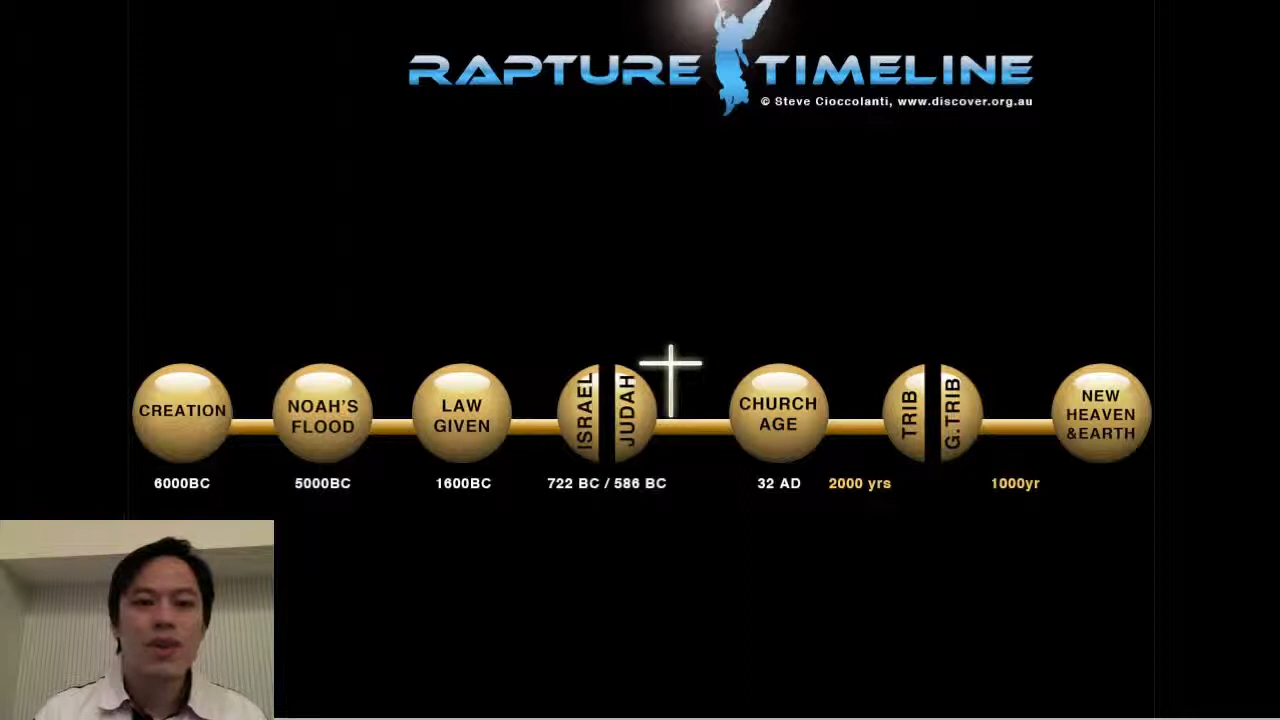 RAPTURE TIMELINE
© Steve Cioccolanti, www.discover.org.au
CREATION
NOAH'S
FLOOD
LAW
GIVEN
ISRAEL
JUDAH
CHURCH
AGE
TRIB
G.TRIB
NEW
HEAVEN
&EARTH
6000BC
5000BC
1600BC
722 BC / 586 BC
32 AD
2000 yrs
1000yr